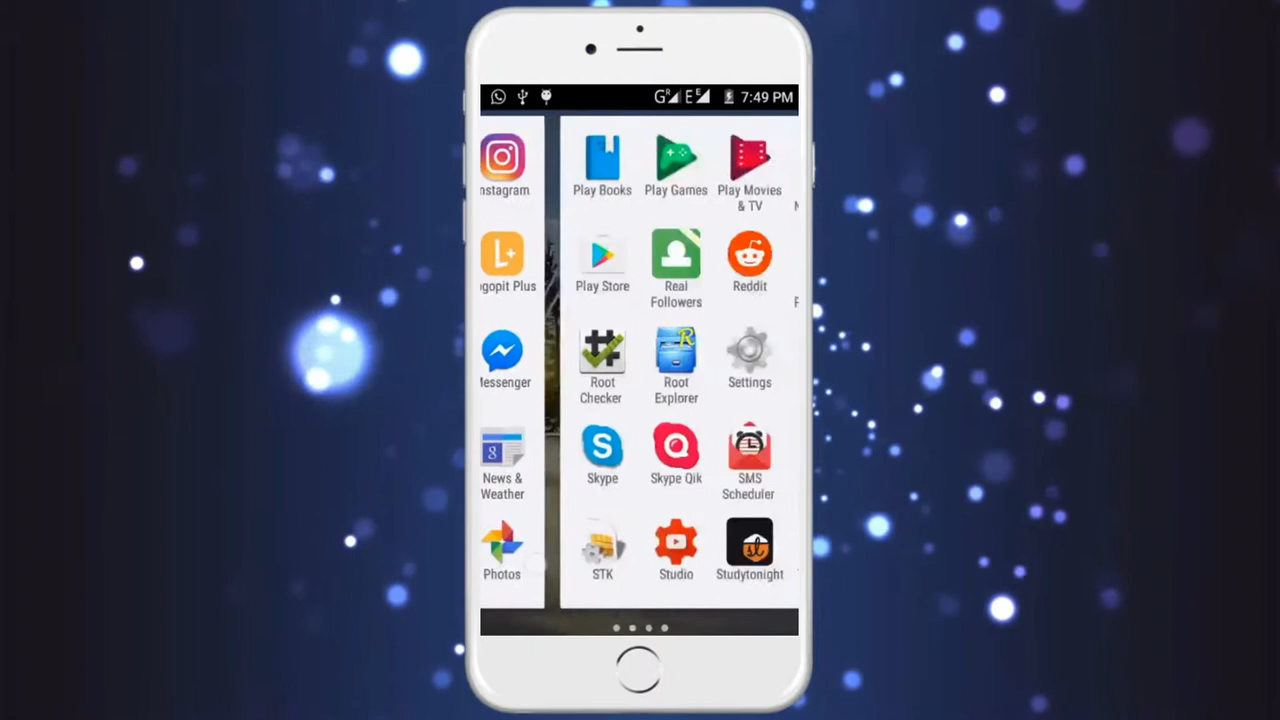 7:49 PM
nstagram
Play Books
Play Games
Play Movies
& TV
gopit Plus
Play Store
Real
Followers
Reddit
Messenger
Root
Checker
Root
Explorer
Settings
News &
Weather
Skype
Skype Qik
SMS
Scheduler
Photos
STK
Studio
Studytonight